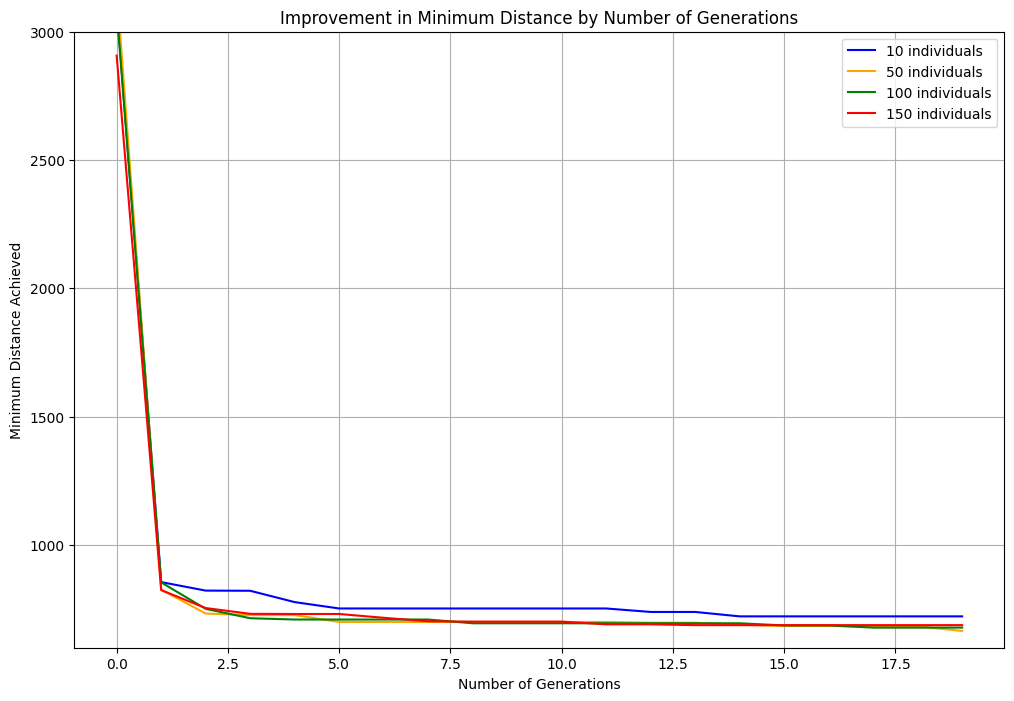 Improvement in Minimum Distance by Number of Generations
3000
2500
2000
1500
1000
Minimum Distance Achieved
10 individuals
50 individuals
100 individuals
150 individuals
0.0 2.5 5.0 7.5 10.0 12.5 15.0 17.5
Number of Generations